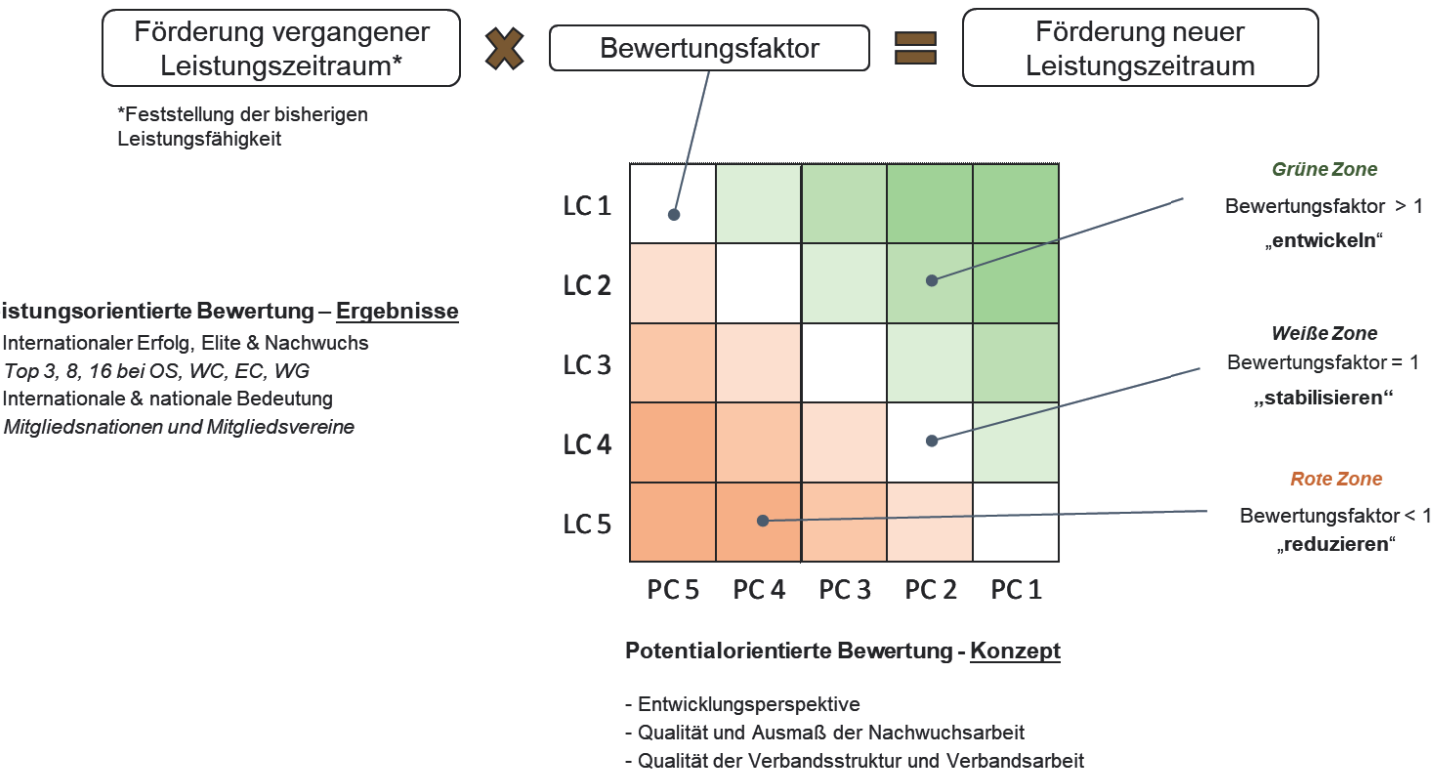 Förderung vergangener
Leistungszeitraum*
Bewertungsfaktor
Förderung neuer
Leistungszeitraum
*Feststellung der bisherigen
Leistungsfähigkeit
LC 1
LC 2
LC 3
LC 4
LC 5
PC 5 PC 4 PC 3 PC 2 PC 1
Grüne Zone
Bewertungsfaktor > 1
„entwickeln“
Weiße Zone
Bewertungsfaktor = 1
„stabilisieren“
Rote Zone
Bewertungsfaktor < 1
„reduzieren“
istungsorientierte Bewertung – Ergebnisse
Internationaler Erfolg, Elite & Nachwuchs
Top 3, 8, 16 bei OS, WC, EC, WG
Internationale & nationale Bedeutung
Mitgliedsnationen und Mitgliedsvereine
Potentialorientierte Bewertung - Konzept
- Entwicklungsperspektive
- Qualität und Ausmaß der Nachwuchsarbeit
- Qualität der Verbandsstruktur und Verbandsarbeit